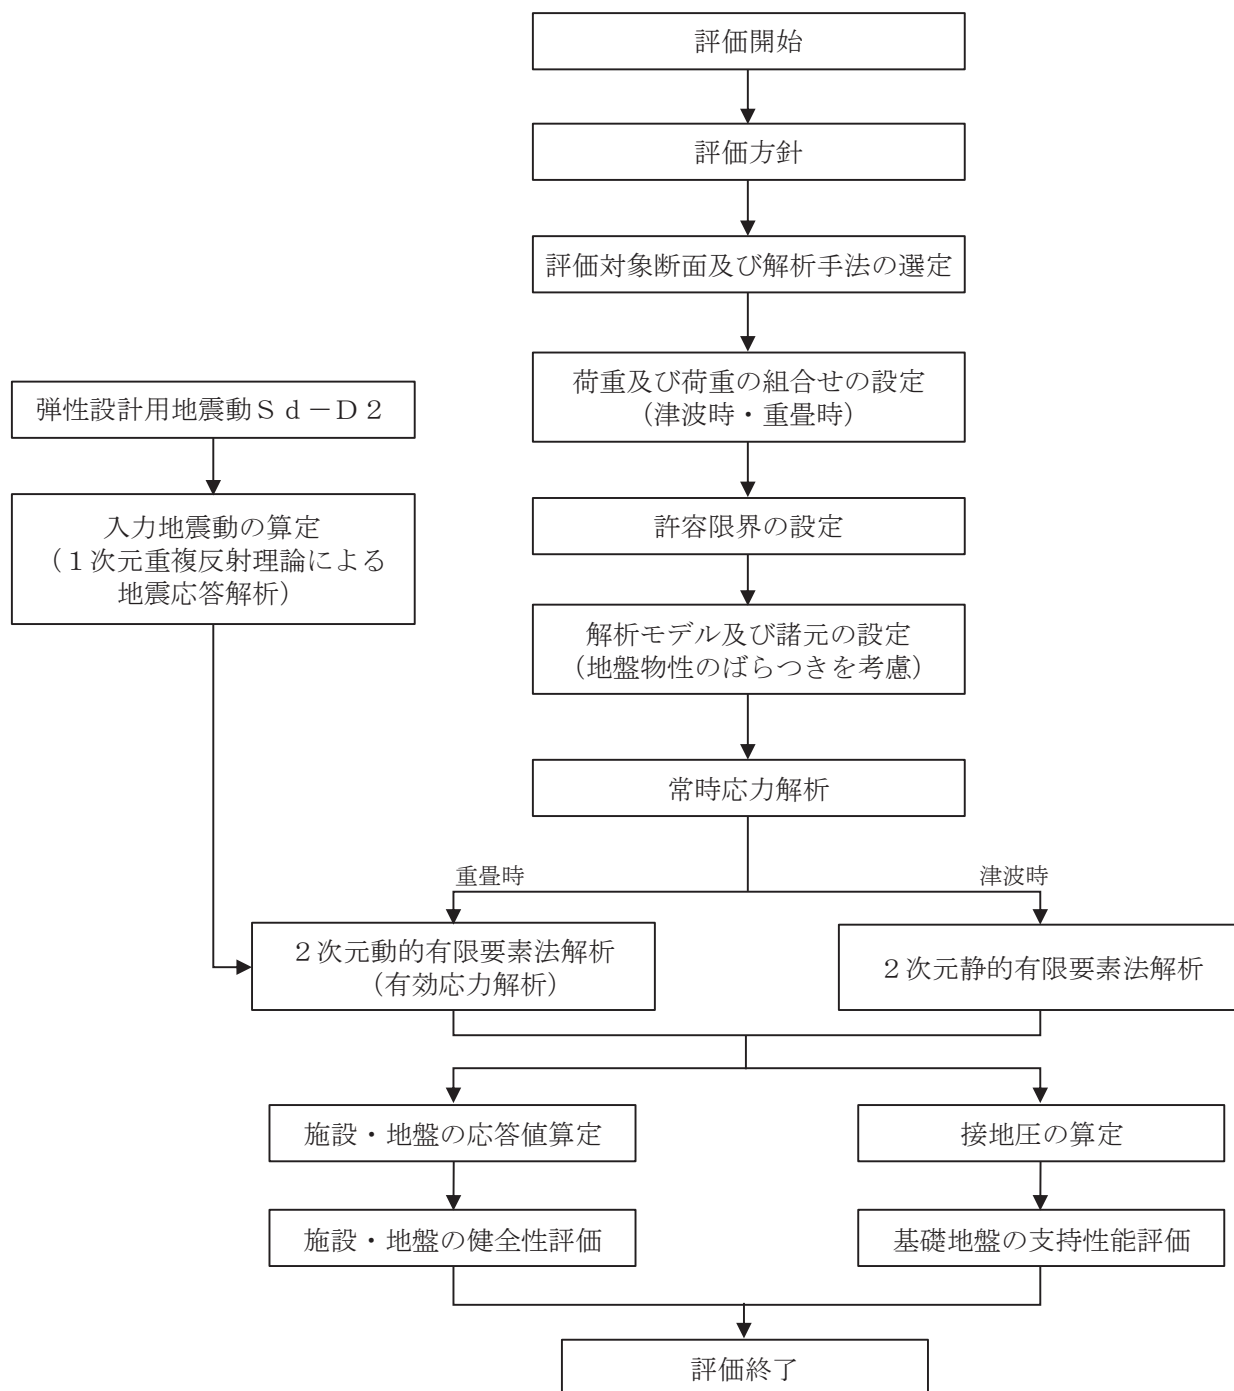 評価開始
評価方針
評価対象断面及び解析手法の選定
荷重及び荷重の組合せの設定
（津波時・重畳時）
弾性設計用地震動Ｓｄ－Ｄ２
入力地震動の算定
（１次元重複反射理論による
地震応答解析）
許容限界の設定
解析モデル及び諸元の設定
（地盤物性のばらつきを考慮）
常時応力解析
重畳時
津波時
２次元動的有限要素法解析
（有効応力解析）
２次元静的有限要素法解析
施設・地盤の応答値算定
接地圧の算定
施設・地盤の健全性評価
基礎地盤の支持性能評価
評価終了